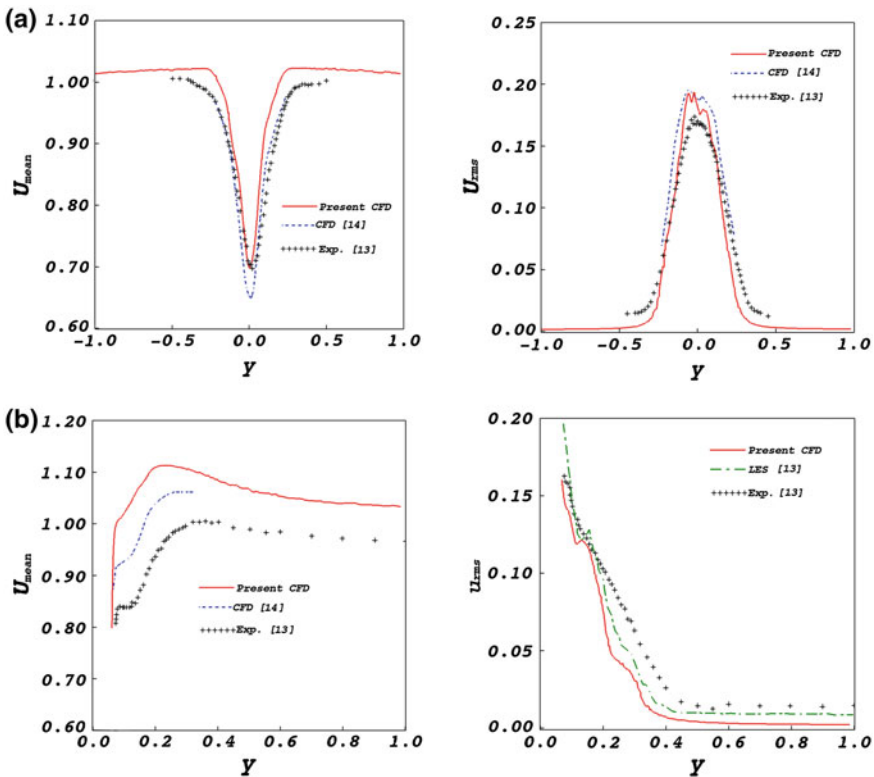 (a)
1.10
1.00
0.90
0.80
0.70
0.60
Umean
-1.0
-0.5
0.0
0.5
1.0
y
Present CFD
CFD [14]
Exp. [13]
0.25
0.20
0.15
0.10
0.05
0.00
Urms
-1.0
-0.5
0.0
0.5
1.0
y
Present CFD
CFD [14]
Exp. [13]
(b)
1.20
1.10
1.00
0.90
0.80
0.70
0.60
Umean
0.0
0.2
0.4
0.6
0.8
1.0
y
Present CFD
CFD [14]
Exp. [13]
0.20
0.15
0.10
0.05
0.00
urms
0.0
0.2
0.4
0.6
0.8
1.0
y
Present CFD
LES [13]
Exp. [13]